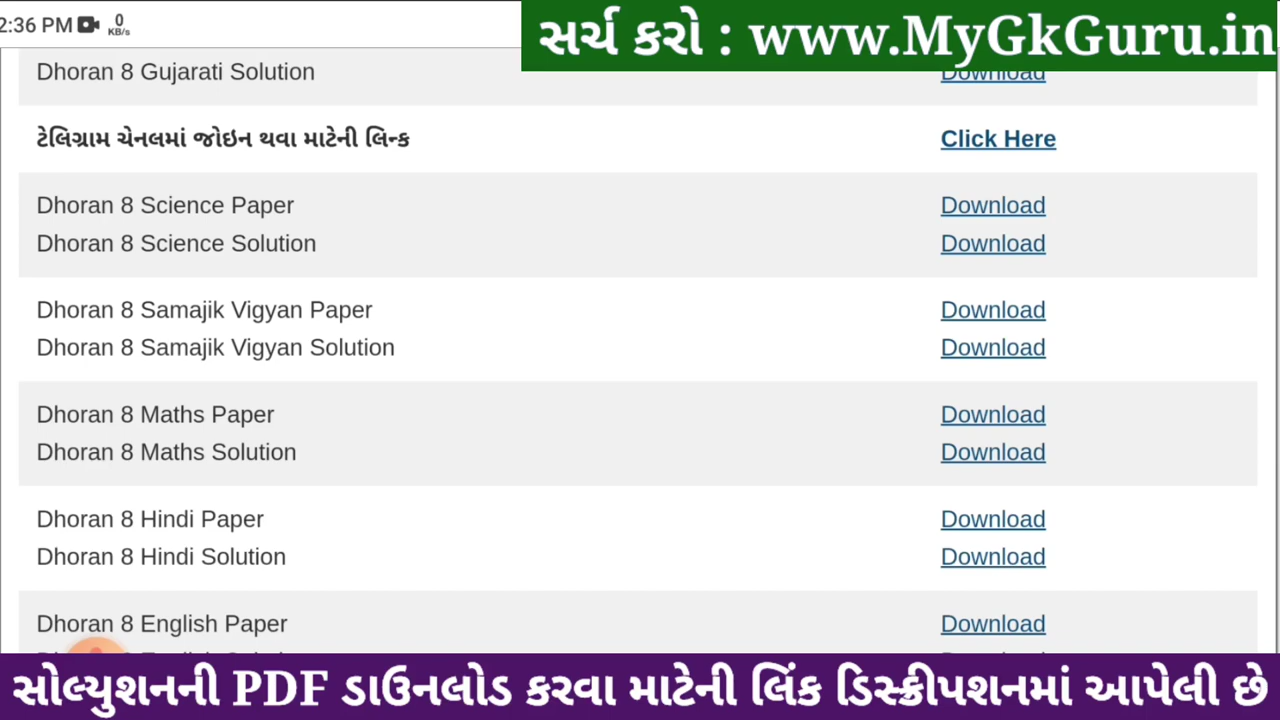 2:36 PM 0 KB/s
સર્ચ કરો : www.MyGkGuru.in
Dhoran 8 Gujarati Solution Download
ટેલિગ્રામ ચેનલમાં જોઇન થવા માટેની લિન્ક Click Here
Dhoran 8 Science Paper Download
Dhoran 8 Science Solution Download
Dhoran 8 Samajik Vigyan Paper Download
Dhoran 8 Samajik Vigyan Solution Download
Dhoran 8 Maths Paper Download
Dhoran 8 Maths Solution Download
Dhoran 8 Hindi Paper Download
Dhoran 8 Hindi Solution Download
Dhoran 8 English Paper Download
સોલ્યુશનની PDF ડાઉનલોડ કરવા માટેની લિંક ડિસ્ક્રીપશનમાં આપેલી છે